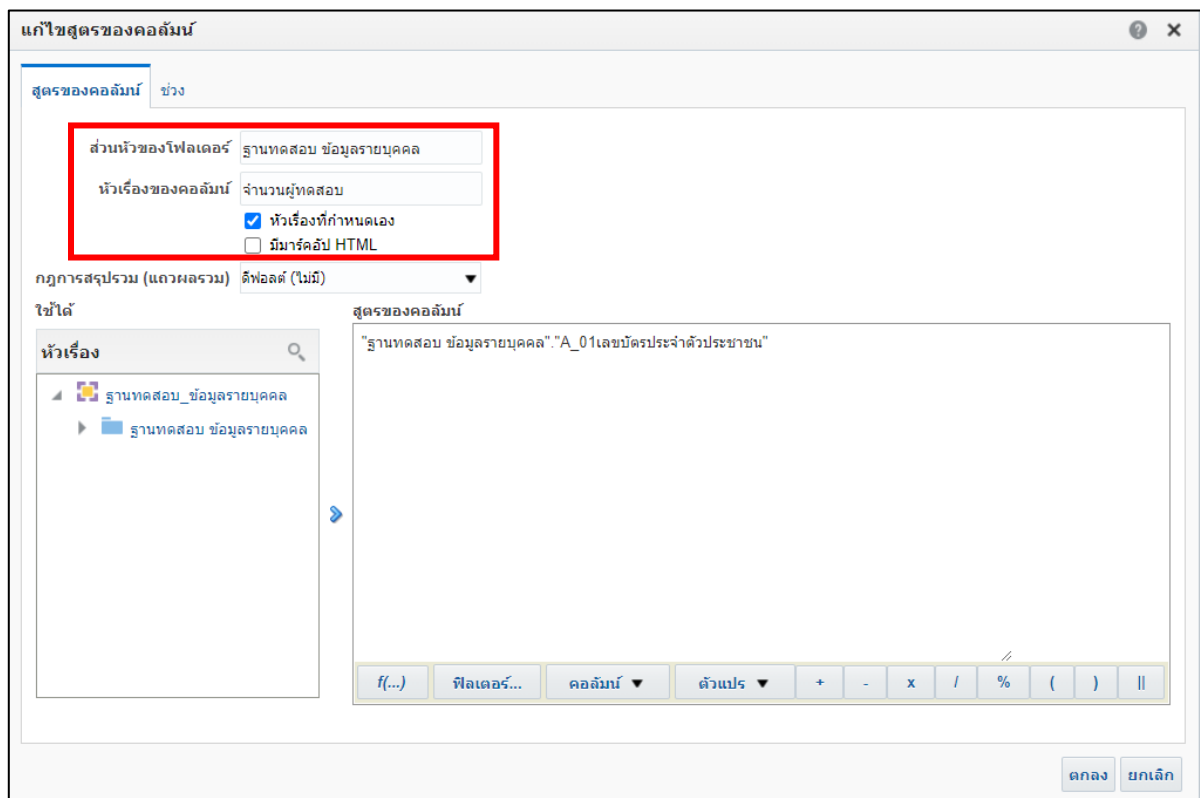 แก้ไขสูตรของคอลัมน์
สูตรของคอลัมน์ ช่วง
ส่วนหัวของโฟลเดอร์ ฐานทดสอบ ข้อมูลรายบุคคล
หัวเรื่องของคอลัมน์ จำนวนผู้ทดสอบ
หัวเรื่องที่กำหนดเอง
มีมาร์คอัป HTML
กฎการสรุปรวม (แถวผลรวม) ดีฟอลต์ (ไม่มี)
ใช้ได้ สูตรของคอลัมน์
หัวเรื่อง
"ฐานทดสอบ ข้อมูลรายบุคคล"."A_01เลขบัตรประจำตัวประชาชน"
ฐานทดสอบ_ข้อมูลรายบุคคล
ฐานทดสอบ ข้อมูลรายบุคคล
f(...) ฟิลเตอร์... คอลัมน์ ตัวแปร + - x / % ( ) ||
ตกลง ยกเลิก